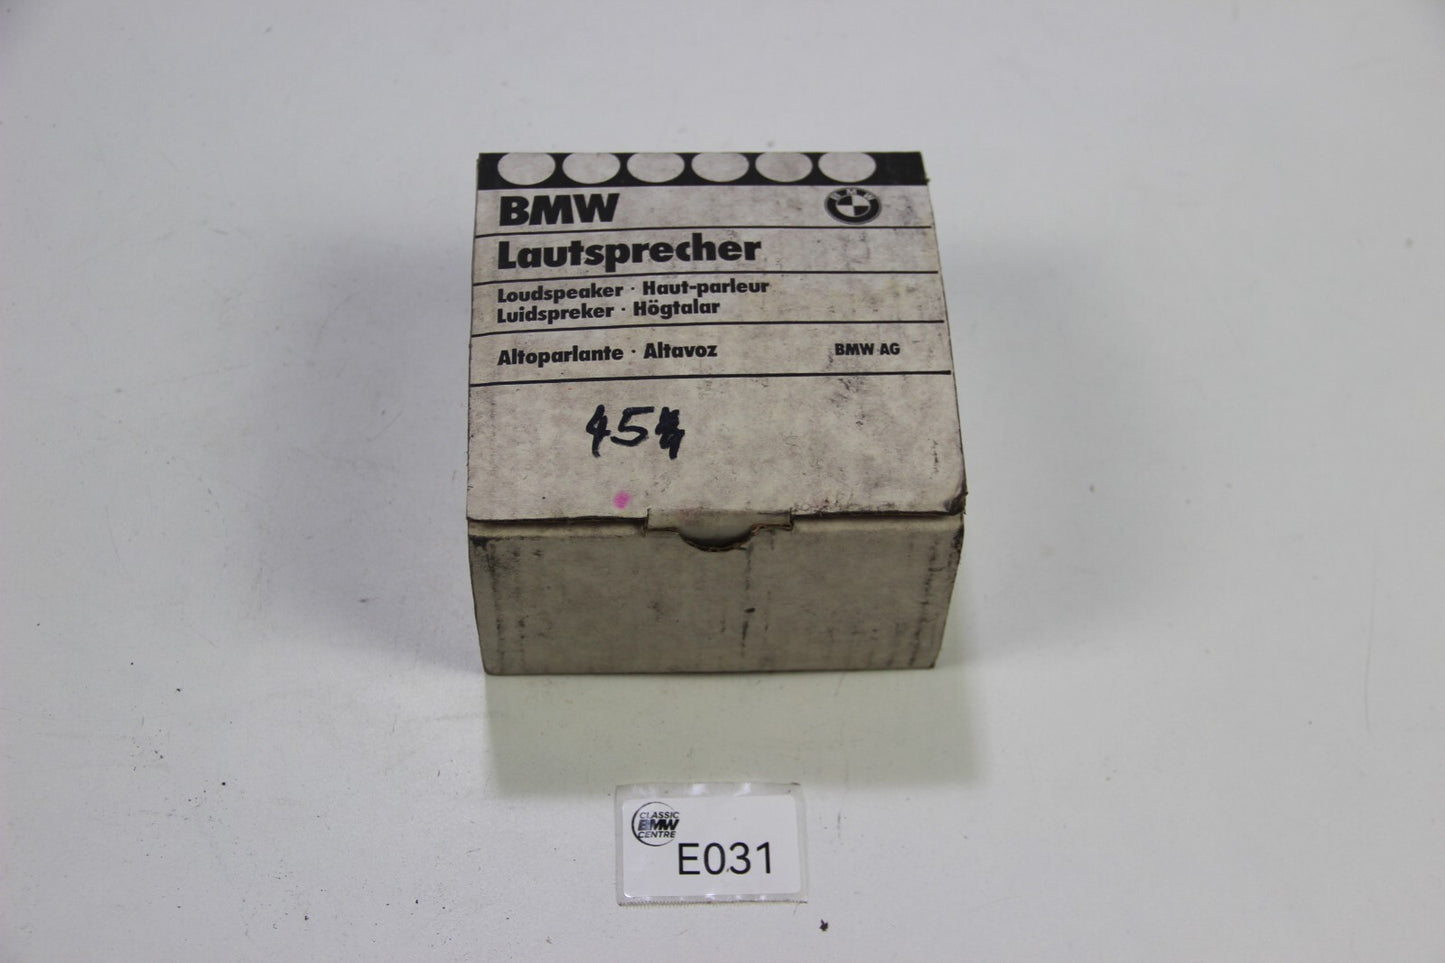 BMW
Lautsprecher
Loudspeaker · Haut-parleur
Luidspreker · Högtalar
Altoparlante · Altavoz
BMW AG
CLASSIC
BMW
CENTRE
E031